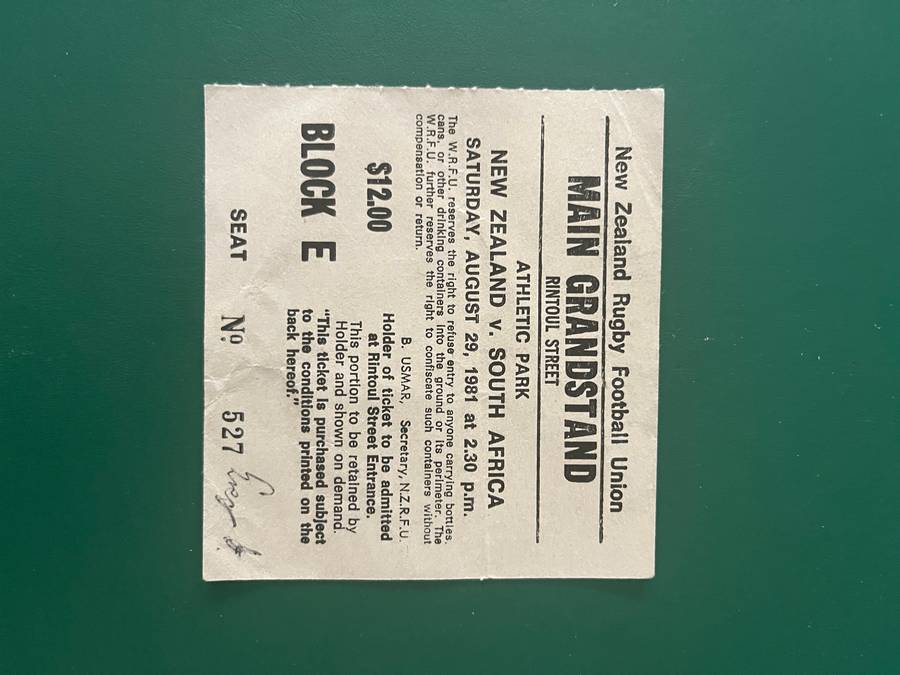 New Zealand Rugby Football Union
MAIN GRANDSTAND
RINTOUL STREET
ATHLETIC PARK
NEW ZEALAND v. SOUTH AFRICA
SATURDAY, AUGUST 29, 1981 at 2.30 p.m.
The W.R.F.U. reserves the right to refuse entry to anyone carrying bottles,
cans, or other drinking containers into the ground or its perimeter. The
W.R.F.U. further reserves the right to confiscate such containers without
compensation or return.
$12.00
B. USMAR, Secretary, N.Z.R.F.U.
Holder of ticket to be admitted
at Rintoul Street Entrance.
This portion to be retained by
Holder and shown on demand.
BLOCK E
"This ticket is purchased subject
to the conditions printed on the
back hereof."
SEAT No. 527